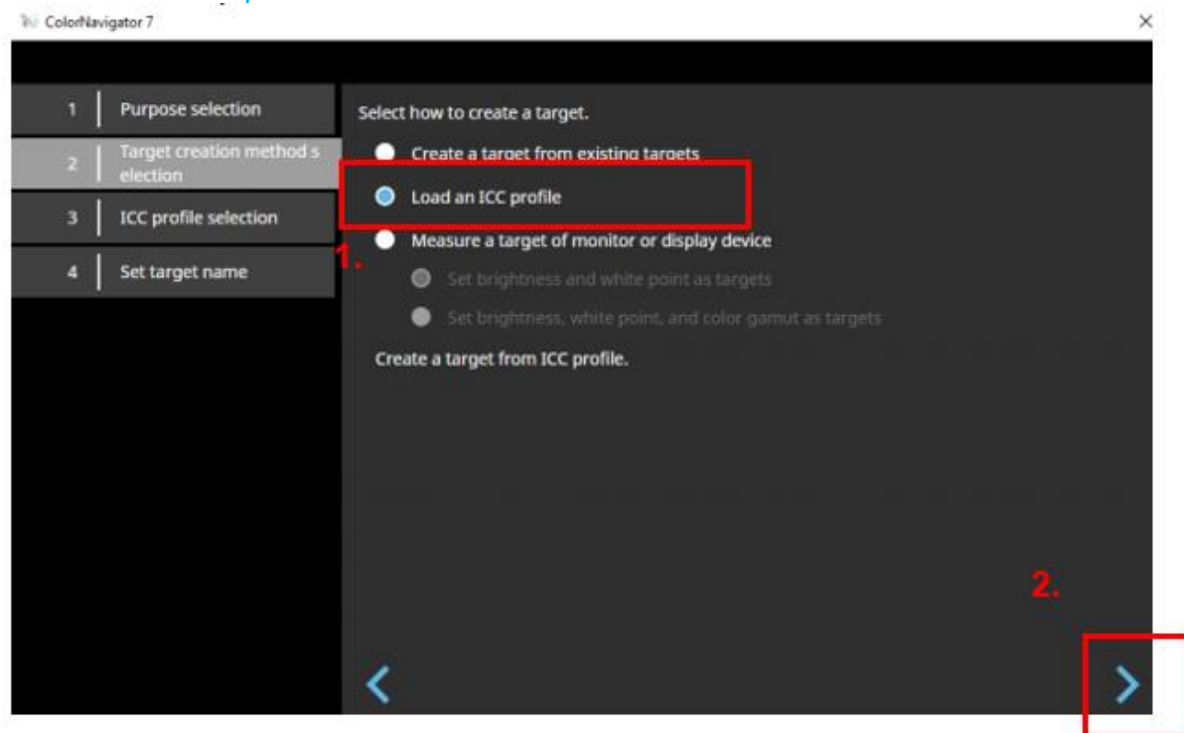 ColorNavigator 7
1 Purpose selection
2 Target creation method s
election
3 ICC profile selection
4 Set target name
Select how to create a target.
Create a target from existing targets
Load an ICC profile
1.
Measure a target of monitor or display device
Set brightness and white point as targets
Set brightness, white point, and color gamut as targets
Create a target from ICC profile.
2.